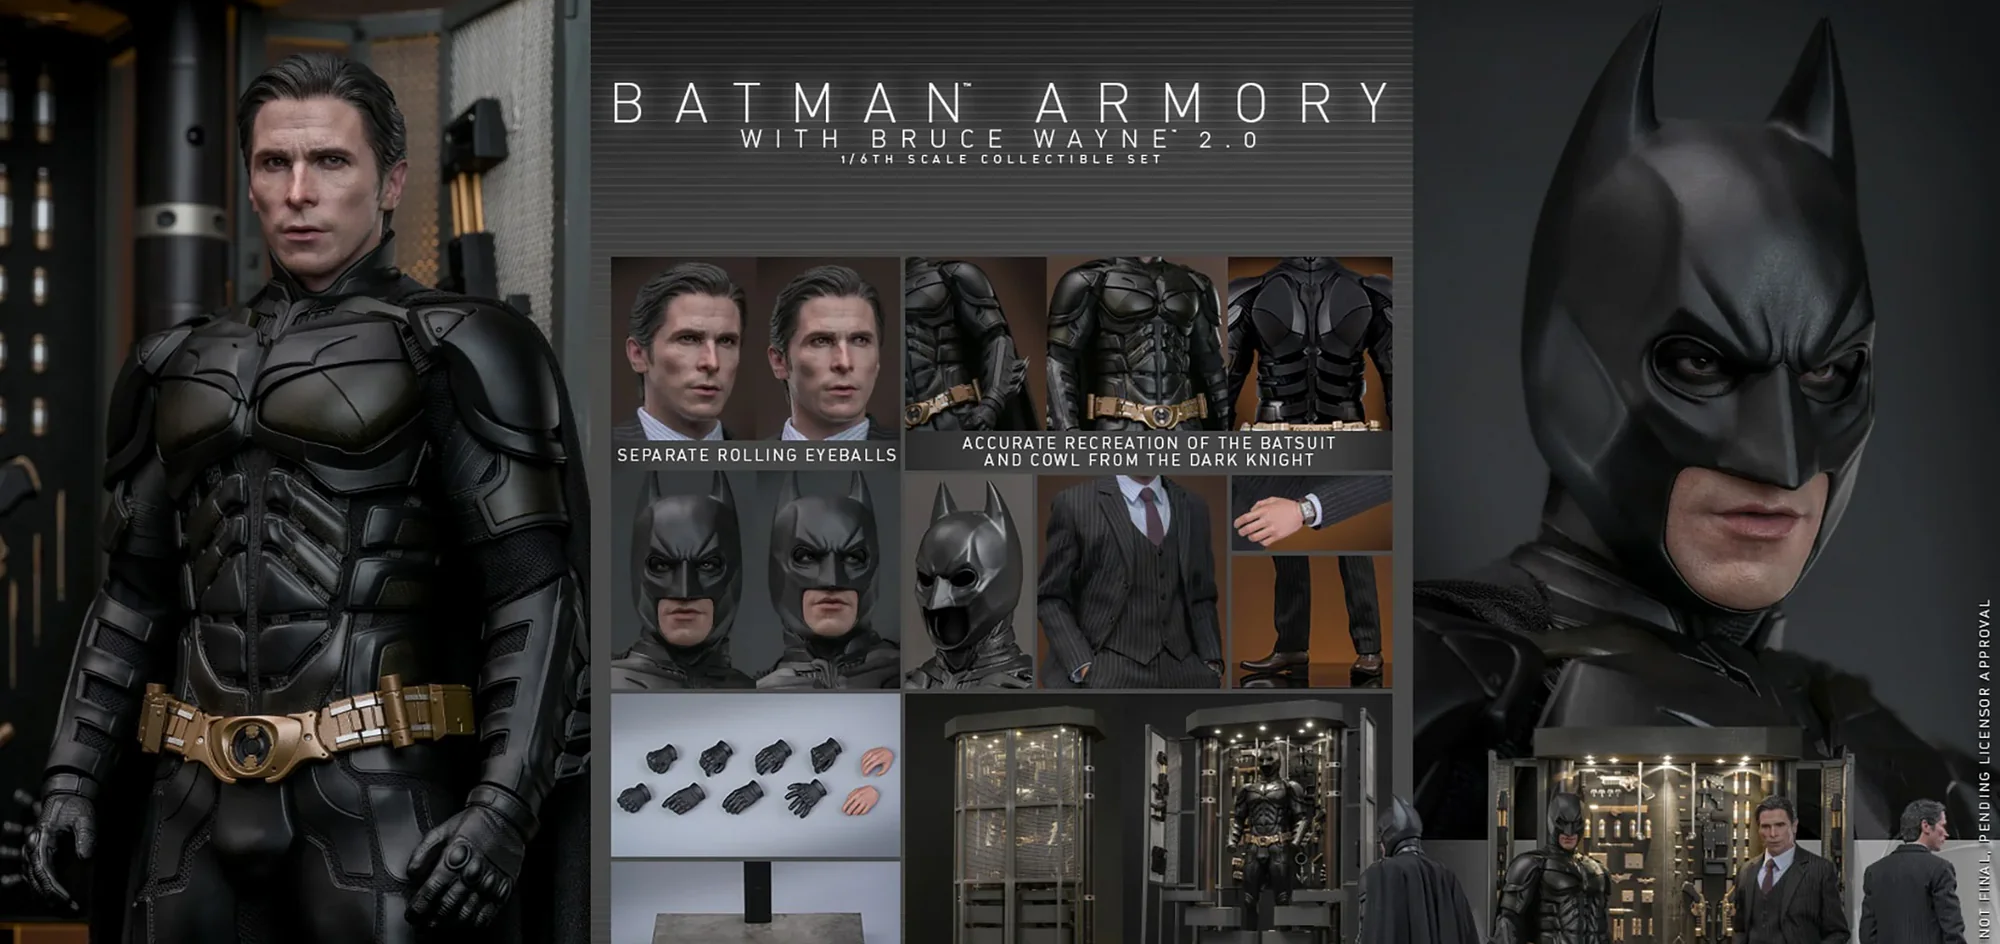 BATMAN™ ARMORY
WITH BRUCE WAYNE™ 2.0
1/6TH SCALE COLLECTIBLE SET
SEPARATE ROLLING EYEBALLS
ACCURATE RECREATION OF THE BATSUIT
AND COWL FROM THE DARK KNIGHT
NOT FINAL, PENDING LICENSOR APPROVAL